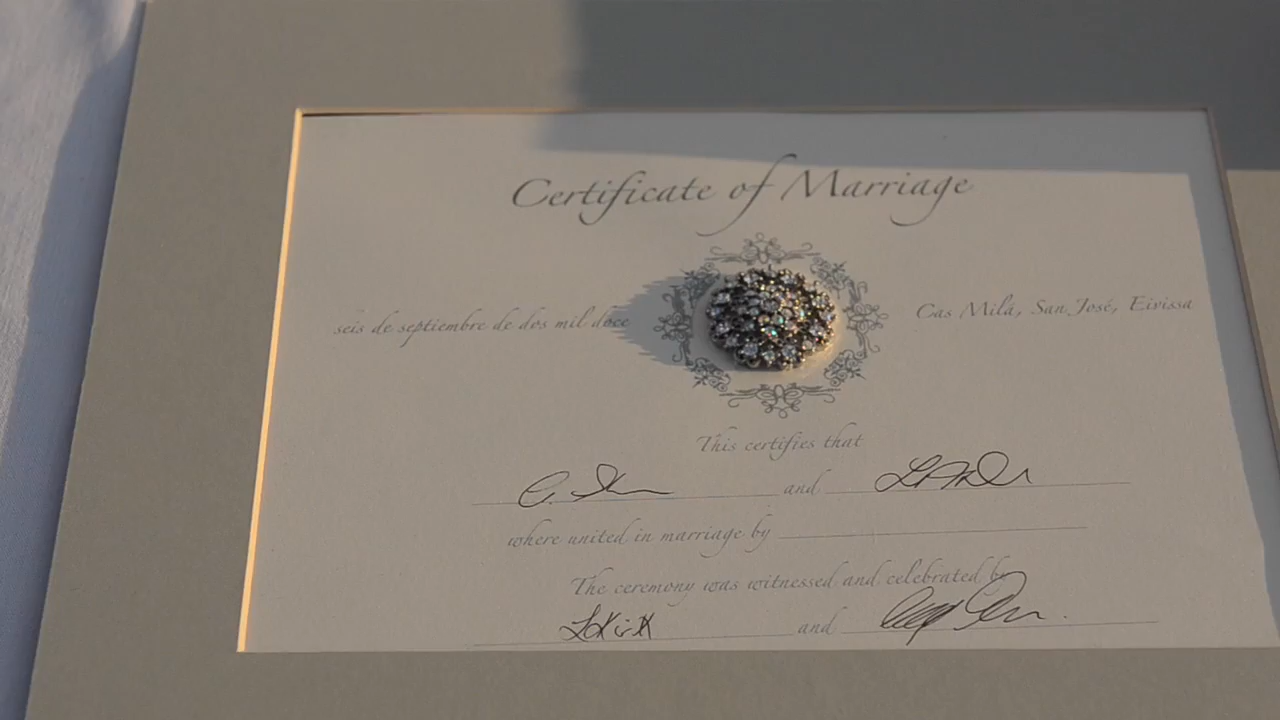 Certificate of Marriage
seis de septiembre de dos mil doce
Cas Milá, San José, Eivissa
This certifies that
and
where united in marriage by
The ceremony was witnessed and celebrated by
and